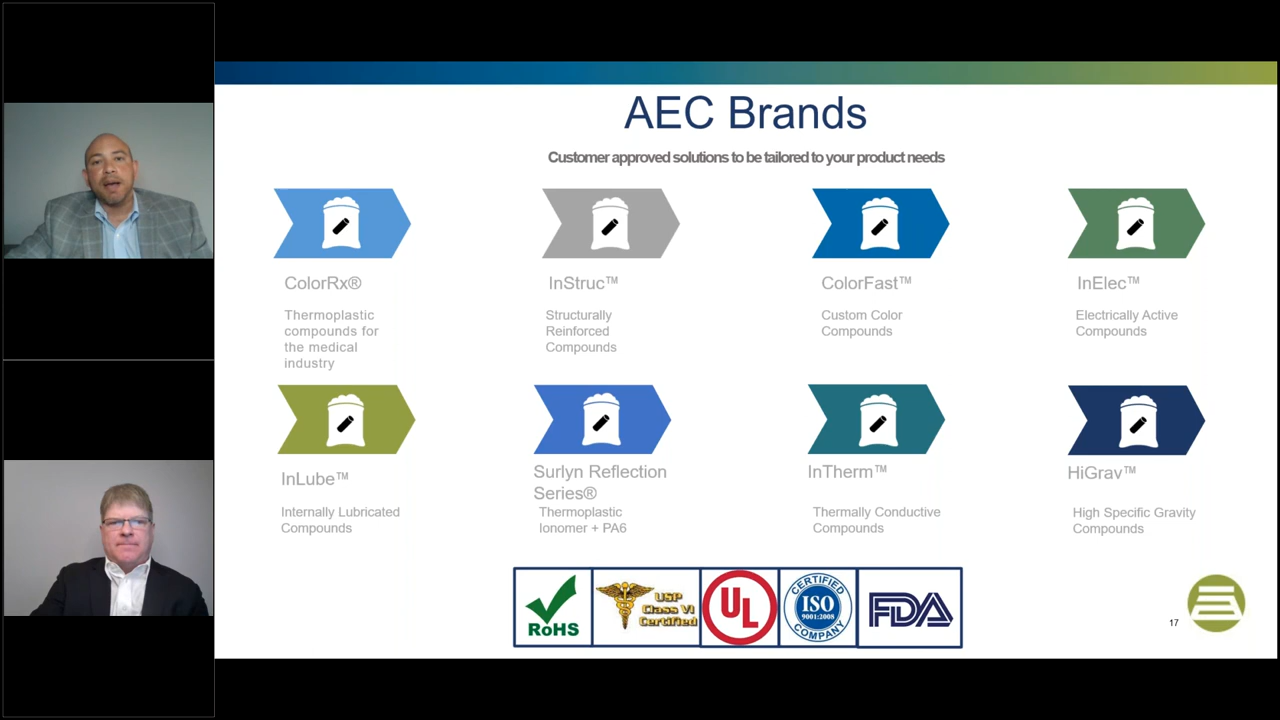 AEC Brands
Customer approved solutions to be tailored to your product needs
ColorRx®
Thermoplastic
compounds for
the medical
industry
InStruc™
Structurally
Reinforced
Compounds
ColorFast™
Custom Color
Compounds
InElec™
Electrically Active
Compounds
InLube™
Internally Lubricated
Compounds
Surlyn Reflection
Series®
Thermoplastic
Ionomer + PA6
InTherm™
Thermally Conductive
Compounds
HiGrav™
High Specific Gravity
Compounds
RoHS
USP
Class VI
Certified
UL
CERTIFIED
ISO
9001:2008
COMPANY
FDA
17